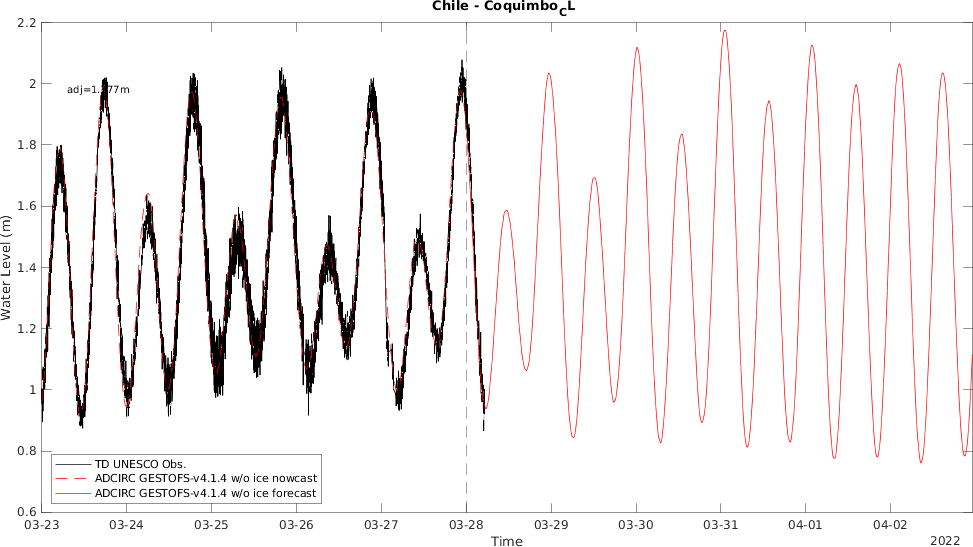 Chile - Coquimbo_CL
2.2
2
1.8
1.6
1.4
1.2
1
0.8
0.6
Water Level (m)
TD UNESCO Obs.
ADCIRC GESTOFS-v4.1.4 w/o ice nowcast
ADCIRC GESTOFS-v4.1.4 w/o ice forecast
03-23 03-24 03-25 03-26 03-27 03-28 03-29 03-30 03-31 04-01 04-02
Time
2022